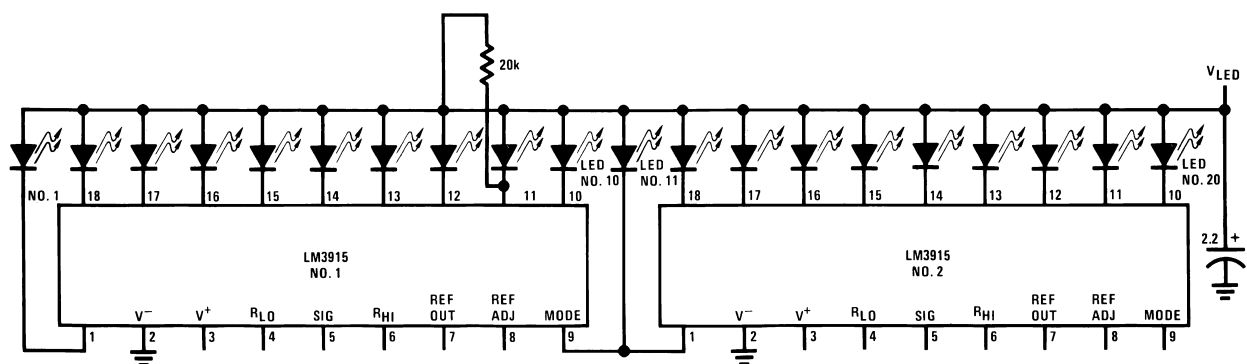 20k
V LED
NO. 1
LED NO. 10
LED NO. 11
LED NO. 20
18 17 16 15 14 13 12 11 10
18 17 16 15 14 13 12 11 10
2.2 +
LM3915 NO. 1
LM3915 NO. 2
V− V+ RLO SIG RHI REF OUT REF ADJ MODE
V− V+ RLO SIG RHI REF OUT REF ADJ MODE
1 2 3 4 5 6 7 8 9
1 2 3 4 5 6 7 8 9